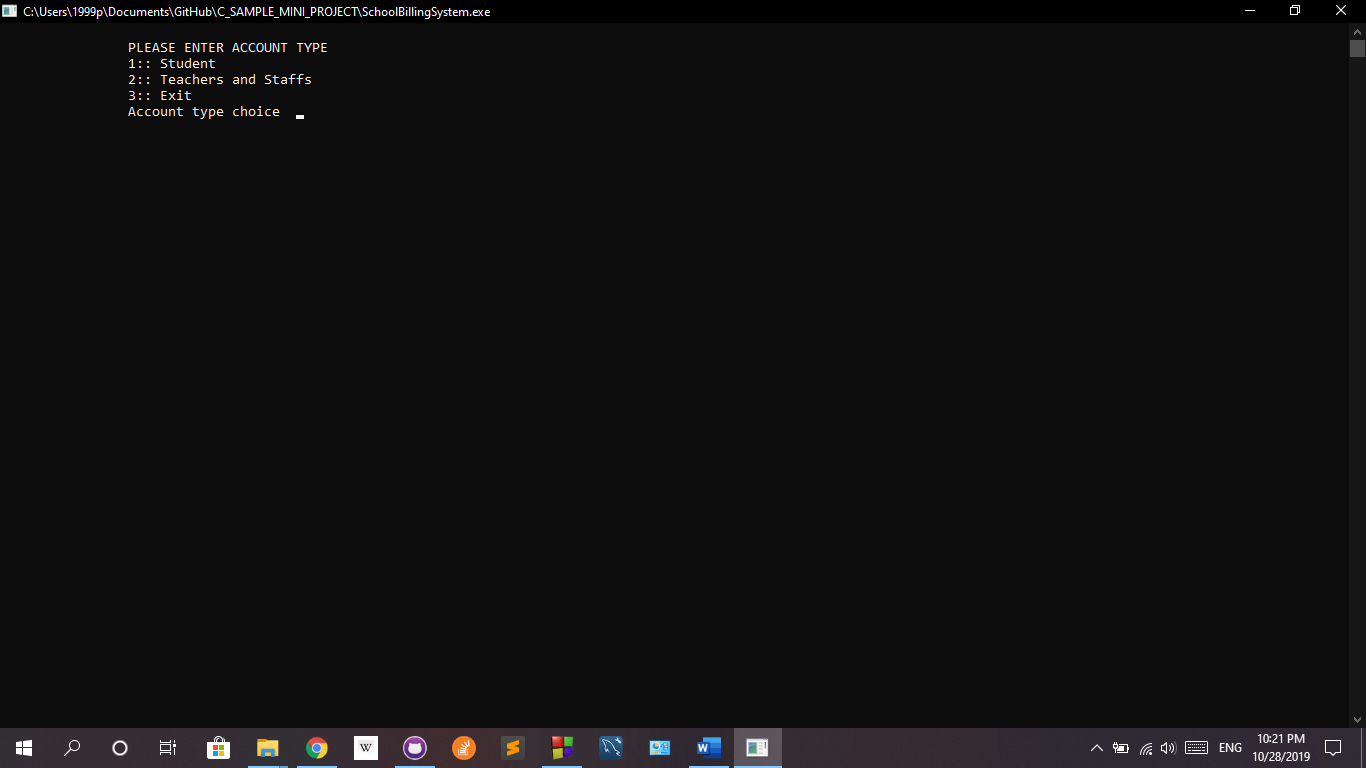 C:\Users\1999p\Documents\GitHub\C_SAMPLE_MINI_PROJECT\SchoolBillingSystem.exe
PLEASE ENTER ACCOUNT TYPE
1:: Student
2:: Teachers and Staffs
3:: Exit
Account type choice
W
W
ENG
10:21 PM
10/28/2019